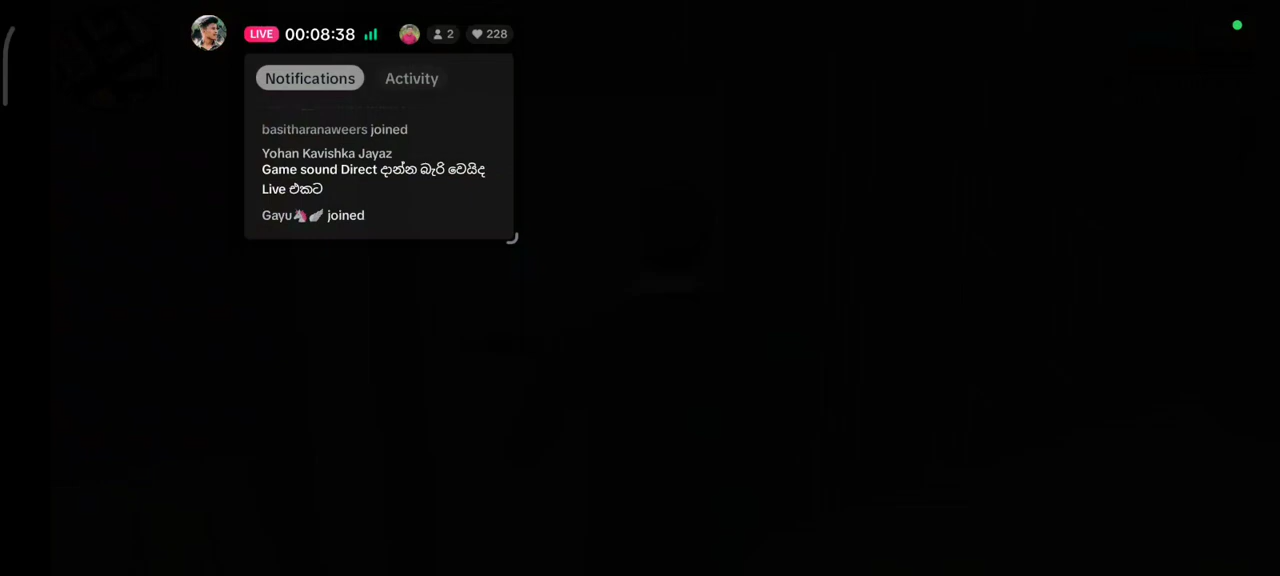 LIVE 00:08:38 2 228
Notifications Activity
basitharanaweers joined
Yohan Kavishka Jayaz
Game sound Direct දාන්න බැරි වෙයිද
Live එකට
Gayu🦄🪽 joined